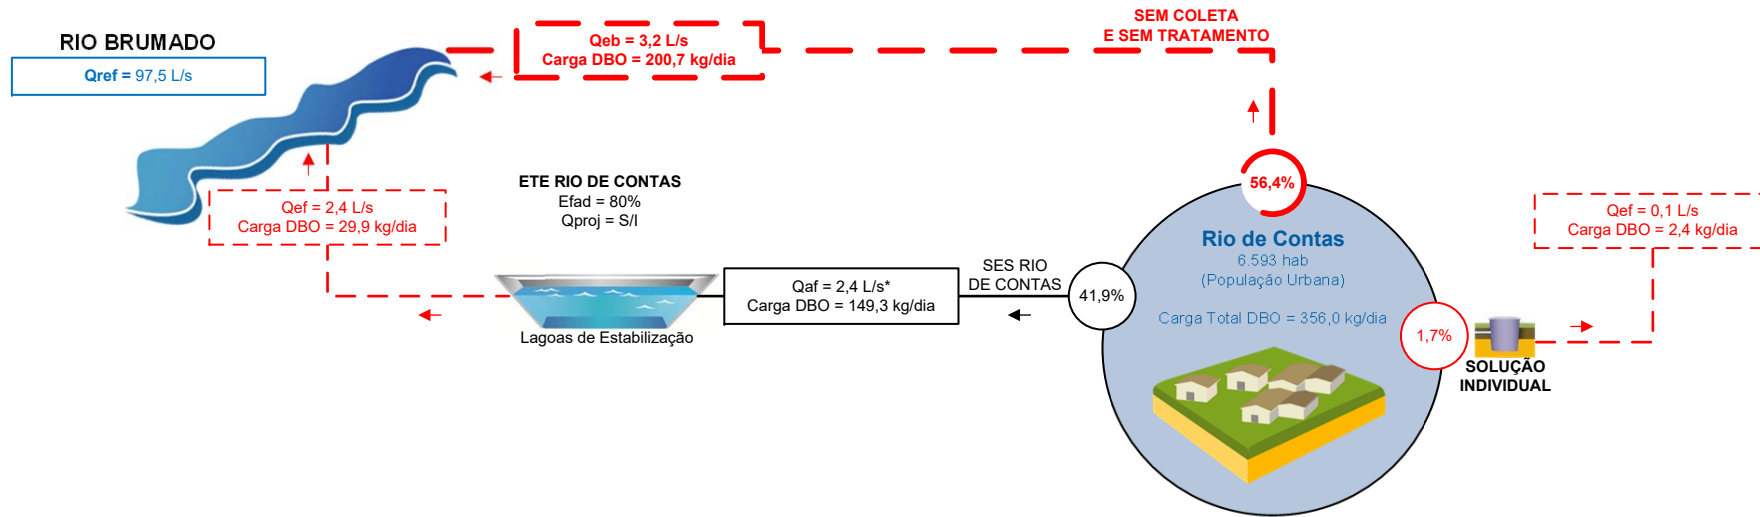 RIO BRUMADO
Qref = 97,5 L/s
Qeb = 3,2 L/s
Carga DBO = 200,7 kg/dia
SEM COLETA
E SEM TRATAMENTO
Qef = 2,4 L/s
Carga DBO = 29,9 kg/dia
ETE RIO DE CONTAS
Efad = 80%
Qproj = S/I
Lagoas de Estabilização
Qaf = 2,4 L/s*
Carga DBO = 149,3 kg/dia
SES RIO
DE CONTAS
41,9%
56,4%
Rio de Contas
6.593 hab
(População Urbana)
Carga Total DBO = 356,0 kg/dia
1,7%
SOLUÇÃO
INDIVIDUAL
Qef = 0,1 L/s
Carga DBO = 2,4 kg/dia